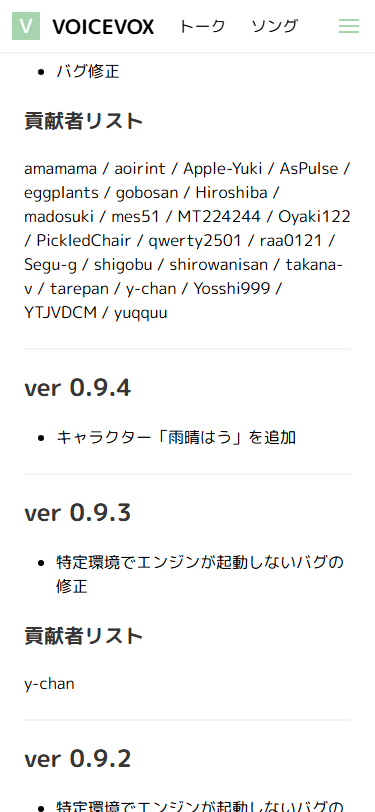 V VOICEVOX トーク ソング
バグ修正
貢献者リスト
amamama / aoirint / Apple-Yuki / AsPulse /
eggplants / gobosan / Hiroshiba /
madosuki / mes51 / MT224244 / Oyaki122
/ PickledChair / qwerty2501 / raa0121 /
Segu-g / shigobu / shirowanisan / takana-
v / tarepan / y-chan / Yosshi999 /
YTJVDCM / yuqquu
ver 0.9.4
キャラクター「雨晴はう」を追加
ver 0.9.3
特定環境でエンジンが起動しないバグの
修正
貢献者リスト
y-chan
ver 0.9.2
特定環境でエンジンが起動しないバグの